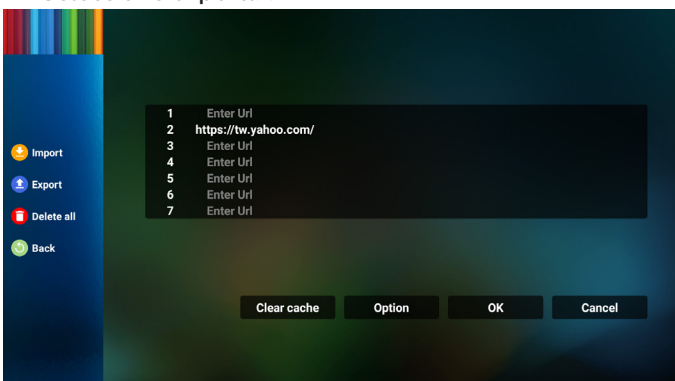 1 Enter Url
2 https://tw.yahoo.com/
3 Enter Url
4 Enter Url
5 Enter Url
6 Enter Url
7 Enter Url
Import
Export
Delete all
Back
Clear cache Option OK Cancel